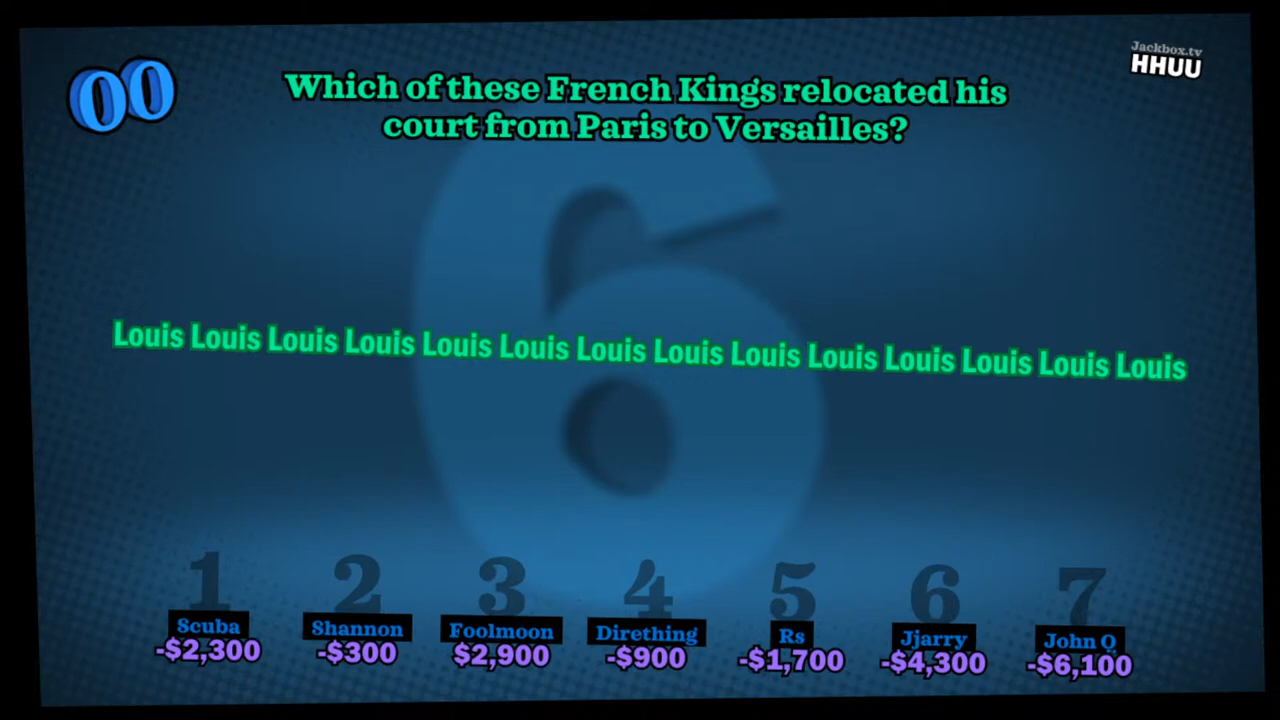 Jackbox.tv
HHUU
00
Which of these French Kings relocated his
court from Paris to Versailles?
6
Louis Louis Louis Louis Louis Louis Louis Louis Louis Louis Louis Louis Louis Louis
1 2 3 4 5 6 7
Scuba Shannon Foolmoon Dirething Rs Jjarry John Q
-$2,300 -$300 $2,900 -$900 -$1,700 -$4,300 -$6,100